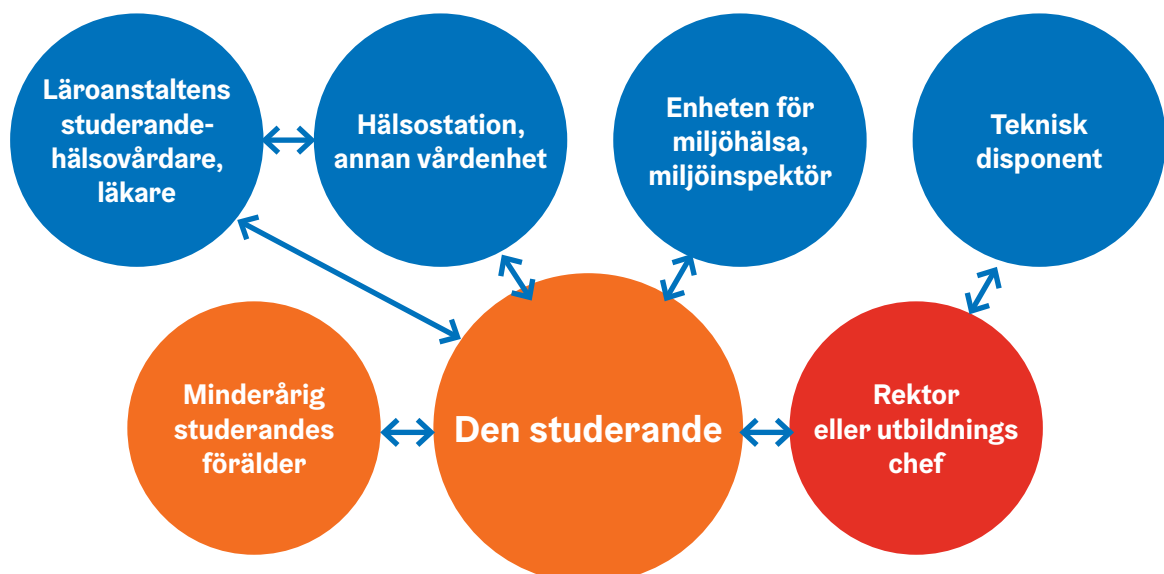 Läroanstaltens
studerande-
hälsovårdare,
läkare
Hälsostation,
annan vårdenhet
Enheten för
miljöhälsa,
miljöinspektör
Teknisk
disponent
Minderårig
studerandes
förälder
Den studerande
Rektor
eller utbildnings
chef